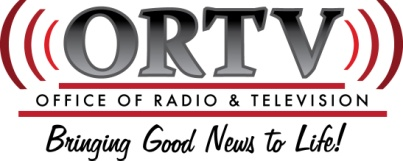 ORTV
OFFICE OF RADIO & TELEVISION
Bringing Good News to Life!